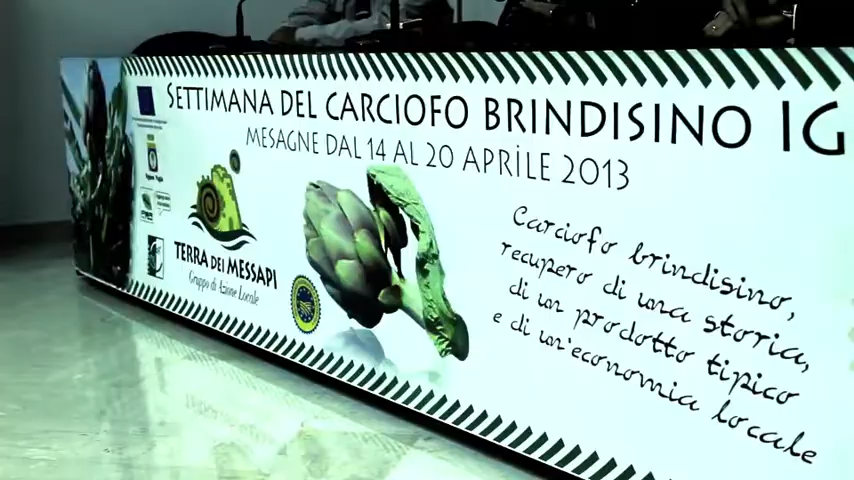 SETTIMANA DEL CARCIOFO BRINDISINO IG
MESAGNE DAL 14 AL 20 APRILE 2013
TERRA DEI MESSAPI
Gruppo di Azione Locale
Carciofo brindisino,
recupero di una storia,
di un prodotto tipico
e di un'economia locale